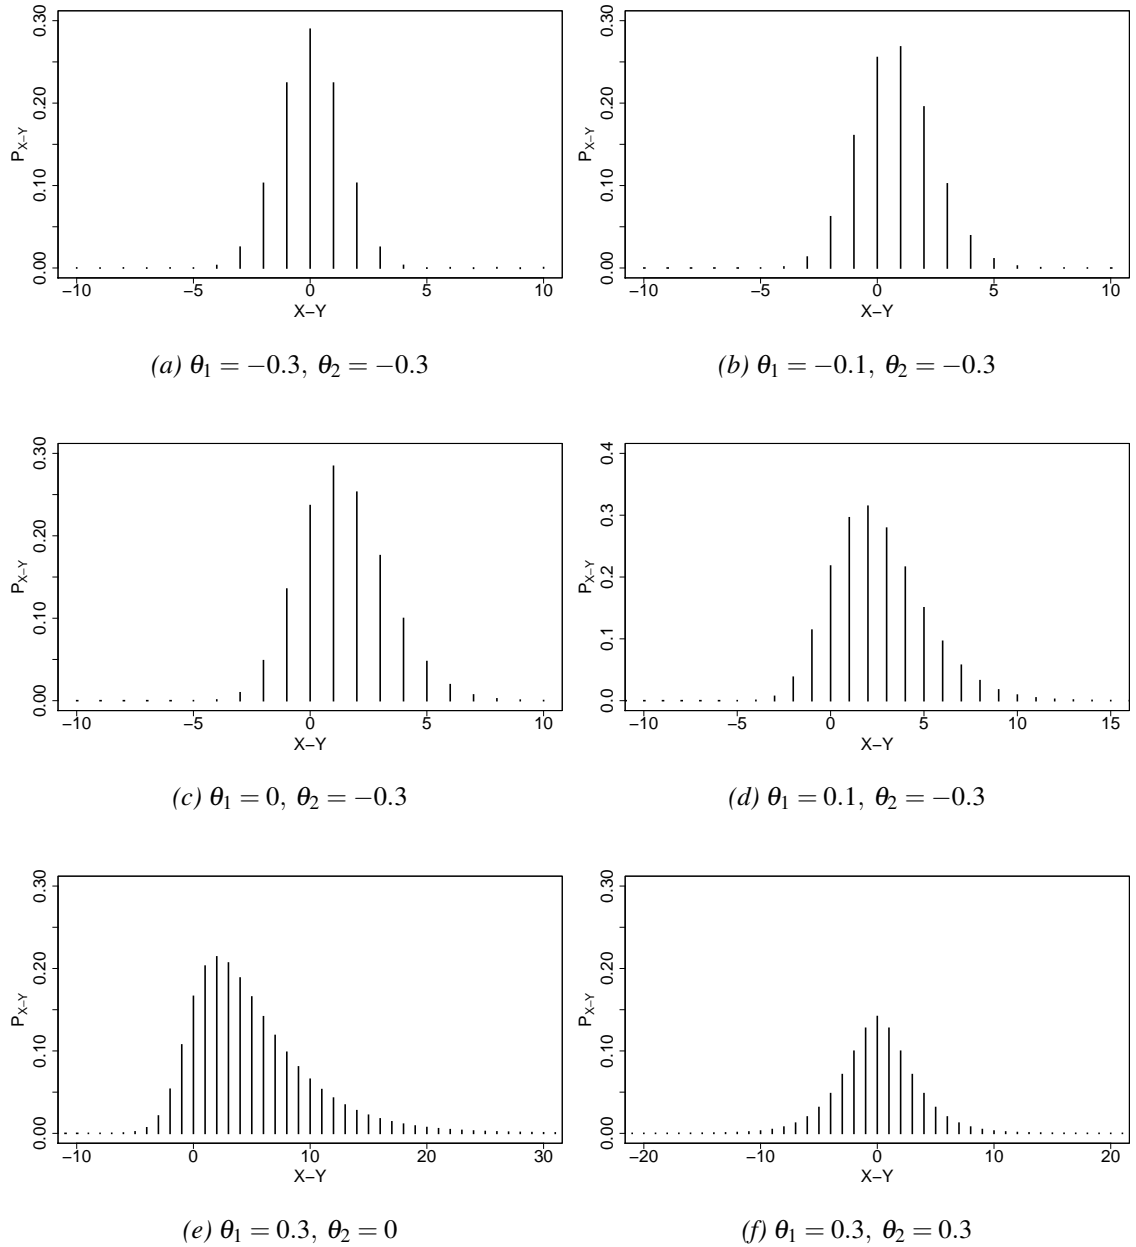 0.00 0.10 0.20 0.30
P_{X−Y}
−10 −5 0 5 10
X−Y
(a) θ₁ = −0.3, θ₂ = −0.3
0.00 0.10 0.20 0.30
P_{X−Y}
−10 −5 0 5 10
X−Y
(b) θ₁ = −0.1, θ₂ = −0.3
0.00 0.10 0.20 0.30
P_{X−Y}
−10 −5 0 5 10
X−Y
(c) θ₁ = 0, θ₂ = −0.3
0.0 0.1 0.2 0.3 0.4
P_{X−Y}
−10 −5 0 5 10 15
X−Y
(d) θ₁ = 0.1, θ₂ = −0.3
0.00 0.10 0.20 0.30
P_{X−Y}
−10 0 10 20 30
X−Y
(e) θ₁ = 0.3, θ₂ = 0
0.00 0.10 0.20 0.30
P_{X−Y}
−20 −10 0 10 20
X−Y
(f) θ₁ = 0.3, θ₂ = 0.3